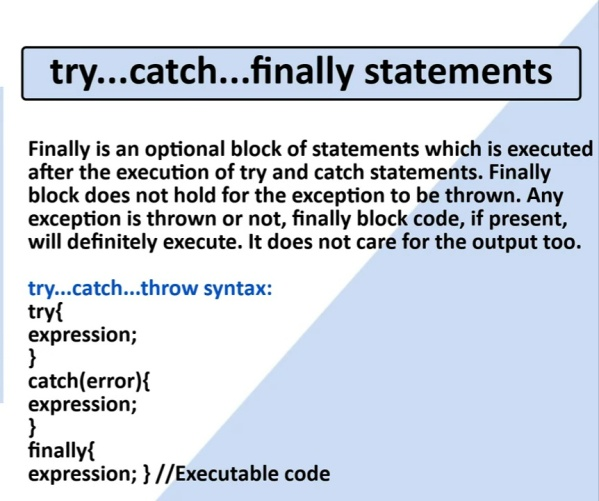 try...catch...finally statements
Finally is an optional block of statements which is executed
after the execution of try and catch statements. Finally
block does not hold for the exception to be thrown. Any
exception is thrown or not, finally block code, if present,
will definitely execute. It does not care for the output too.
try...catch...throw syntax:
try{
expression;
}
catch(error){
expression;
}
finally{
expression; } //Executable code